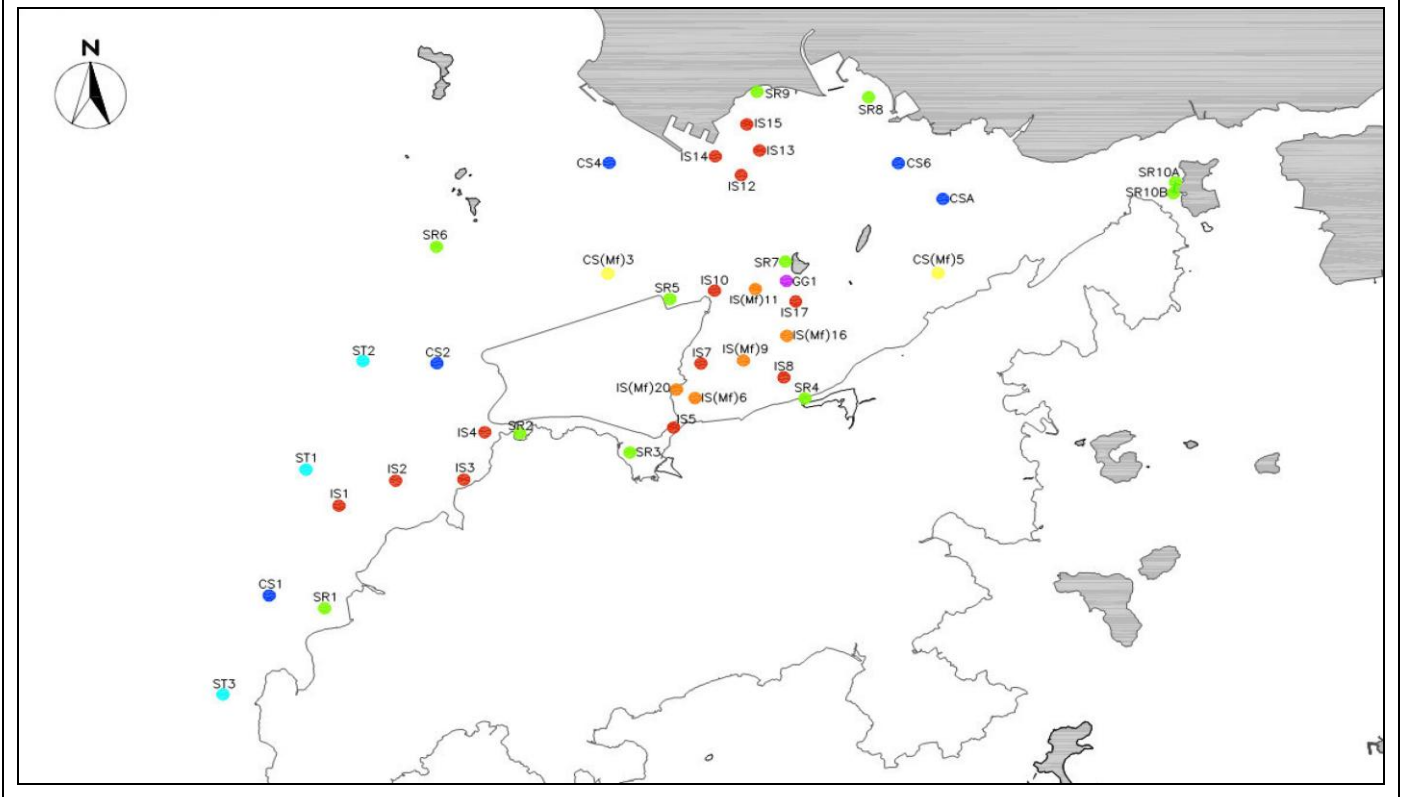 N
SR9
SR8
IS15
IS13
IS14
IS12
CS4
CS6
CSA
SR10A
SR10B
SR6
CS(Mf)3
SR7
GG1
CS(Mf)5
SR5
IS10
IS(Mf)11
IS17
IS(Mf)16
ST2
CS2
IS7
IS(Mf)9
IS8
IS(Mf)20
IS(Mf)6
SR4
IS4
SR2
IS5
SR3
ST1
IS2
IS3
IS1
CS1
SR1
ST3